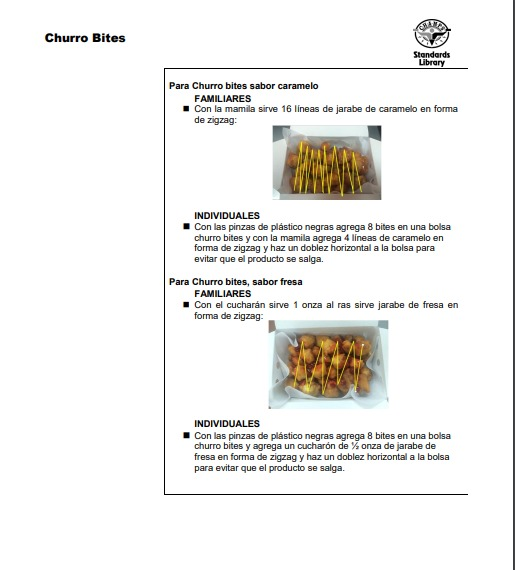 Churro Bites
CHAMPS
Standards
Library
Para Churro bites sabor caramelo
FAMILIARES
■ Con la mamila sirve 16 líneas de jarabe de caramelo en forma
de zigzag:
INDIVIDUALES
■ Con las pinzas de plástico negras agrega 8 bites en una bolsa
churro bites y con la mamila agrega 4 líneas de caramelo en
forma de zigzag y haz un doblez horizontal a la bolsa para
evitar que el producto se salga.
Para Churro bites, sabor fresa
FAMILIARES
■ Con el cucharán sirve 1 onza al ras sirve jarabe de fresa en
forma de zigzag:
INDIVIDUALES
■ Con las pinzas de plástico negras agrega 8 bites en una bolsa
churro bites y agrega un cucharón de ½ onza de jarabe de
fresa en forma de zigzag y haz un doblez horizontal a la bolsa
para evitar que el producto se salga.